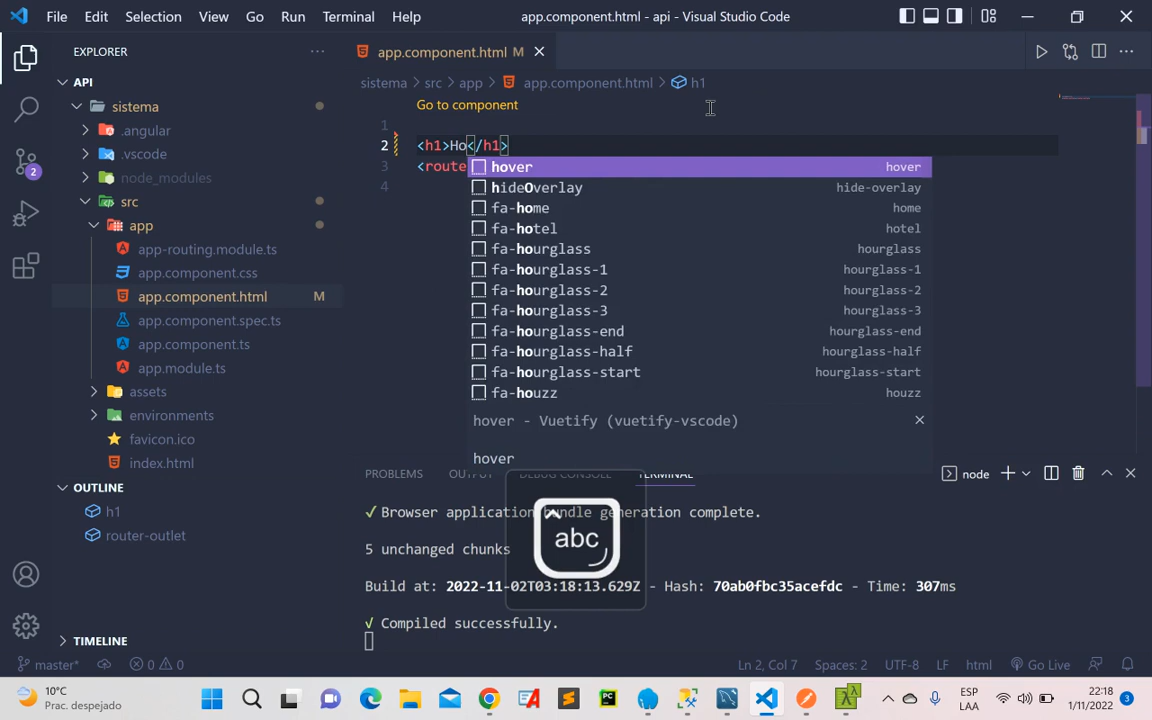 File Edit Selection View Go Run Terminal Help
app.component.html - api - Visual Studio Code
EXPLORER
API
sistema
.angular
.vscode
node_modules
src
app
app-routing.module.ts
app.component.css
app.component.html M
app.component.spec.ts
app.component.ts
app.module.ts
assets
environments
favicon.ico
index.html
OUTLINE
h1
router-outlet
TIMELINE
2
app.component.html M
sistema > src > app > app.component.html > h1
Go to component
1
2 <h1>Ho</h1>
3 <route
4
hover hover
hideOverlay hide-overlay
fa-home home
fa-hotel hotel
fa-hourglass hourglass
fa-hourglass-1 hourglass-1
fa-hourglass-2 hourglass-2
fa-hourglass-3 hourglass-3
fa-hourglass-end hourglass-end
fa-hourglass-half hourglass-half
fa-hourglass-start hourglass-start
fa-houzz houzz
hover - Vuetify (vuetify-vscode)
hover
PROBLEMS OUTPUT DEBUG CONSOLE TERMINAL
node
√ Browser application bundle generation complete.
5 unchanged chunks
Build at: 2022-11-02T03:18:13.629Z - Hash: 70ab0fbc35acefdc - Time: 307ms
√ Compiled successfully.
abc
master* 0 0 Ln 2, Col 7 Spaces: 2 UTF-8 LF html Go Live
10°C
Prac. despejado
ESP
LAA
22:18
1/11/2022
3